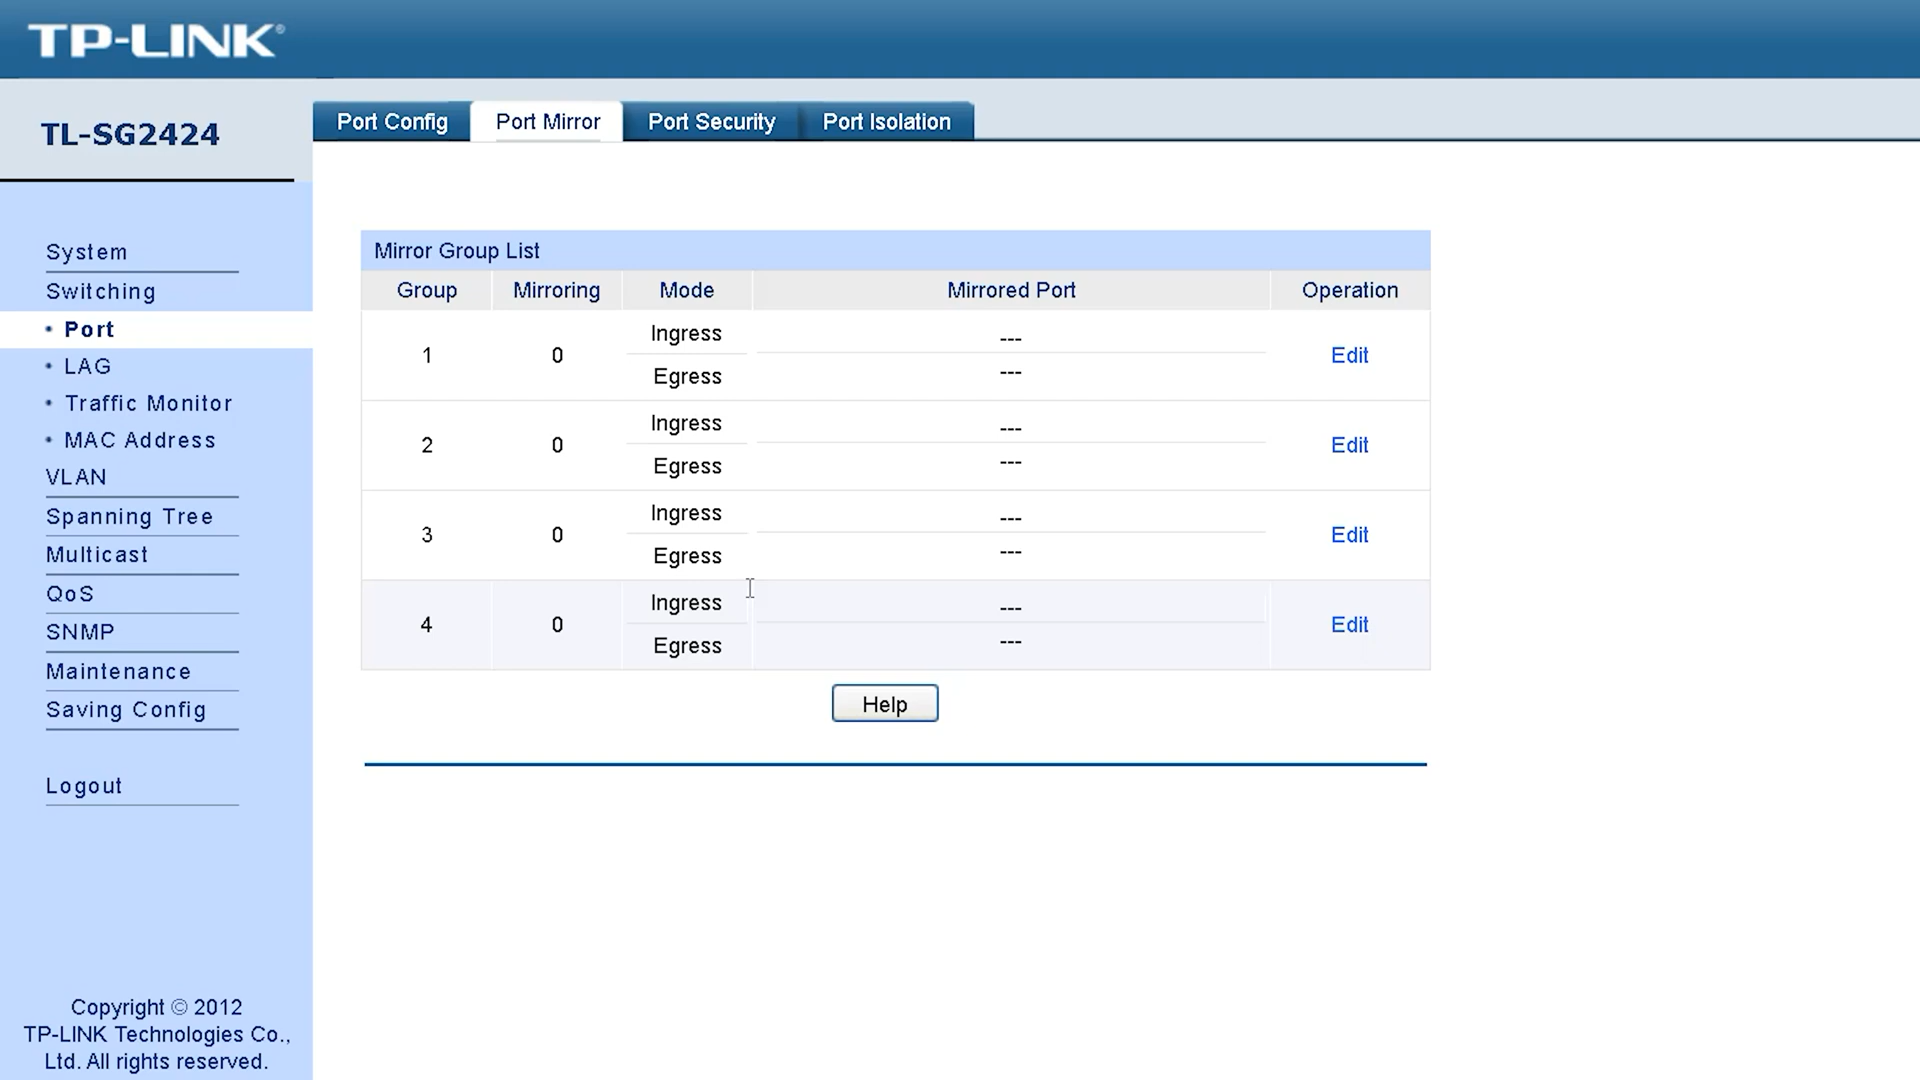 TP-LINK®
TL-SG2424
Port Config Port Mirror Port Security Port Isolation
System
Switching
• Port
• LAG
• Traffic Monitor
• MAC Address
VLAN
Spanning Tree
Multicast
QoS
SNMP
Maintenance
Saving Config
Logout
Copyright © 2012
TP-LINK Technologies Co.,
Ltd. All rights reserved.
Mirror Group List
Group Mirroring Mode Mirrored Port Operation
1 0 Ingress --- Edit
Egress ---
2 0 Ingress --- Edit
Egress ---
3 0 Ingress --- Edit
Egress ---
4 0 Ingress --- Edit
Egress ---
Help